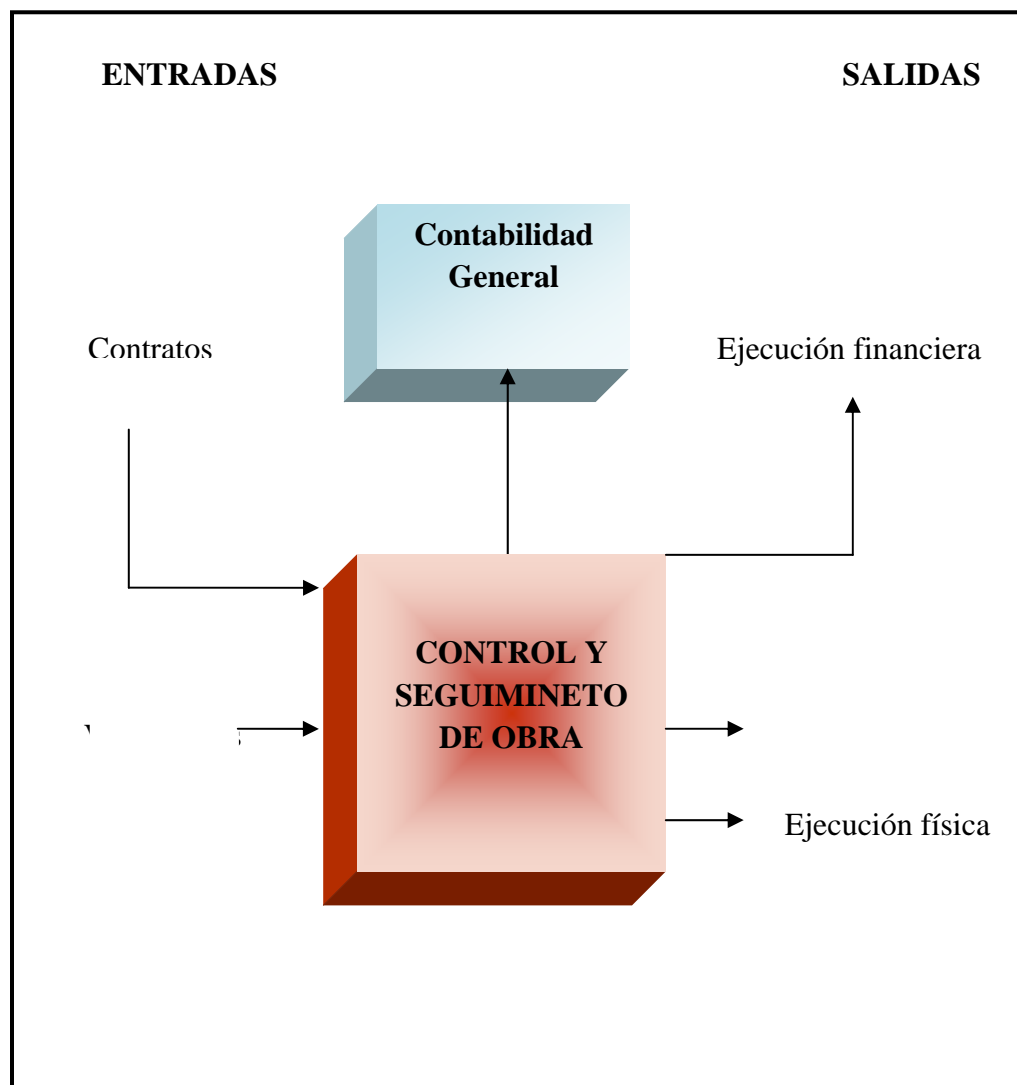 ENTRADAS SALIDAS
Contabilidad
General
Contratos Ejecución financiera
CONTROL Y
SEGUIMINETO
DE OBRA
Ejecución física